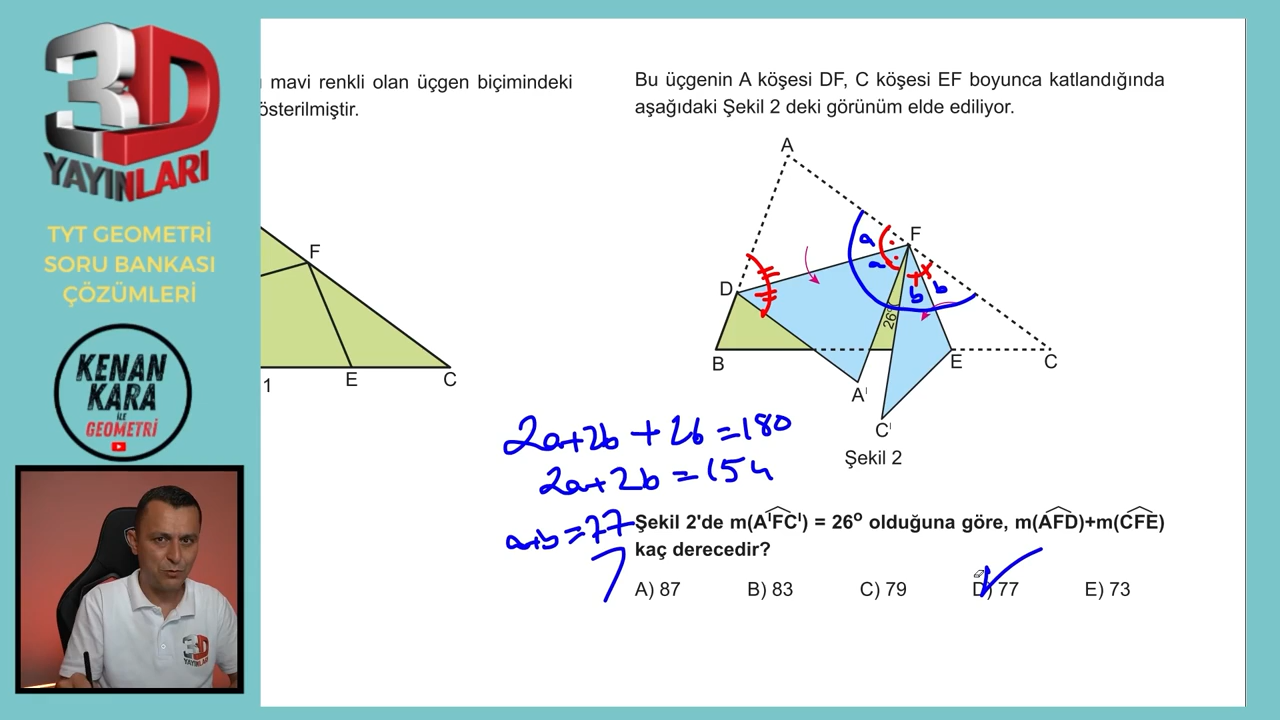 3D
YAYINLARI
TYT GEOMETRİ
SORU BANKASI
ÇÖZÜMLERİ
KENAN
KARA
İLE
GEOMETRİ
3D
YAYINLARI
mavi renkli olan üçgen biçimindeki
österilmiştir.
F
E
C
1
Bu üçgenin A köşesi DF, C köşesi EF boyunca katlandığında
aşağıdaki Şekil 2 deki görünüm elde ediliyor.
A
F
a
a
b
b
D
26°
B
E
C
A'
C'
Şekil 2
2a+2b + 26 = 180
2a+2b = 154
a+b = 77
Şekil 2'de m(A'FC') = 26° olduğuna göre, m(AFD)+m(CFE)
kaç derecedir?
A) 87 B) 83 C) 79 D) 77 E) 73